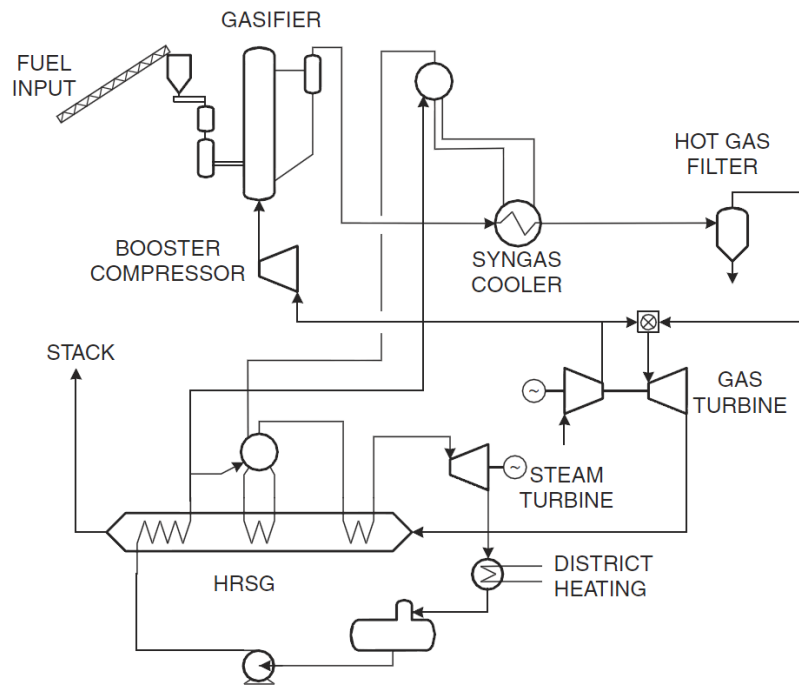 GASIFIER
FUEL
INPUT
HOT GAS
FILTER
BOOSTER
COMPRESSOR
SYNGAS
COOLER
STACK
GAS
TURBINE
~
~
STEAM
TURBINE
DISTRICT
HEATING
HRSG